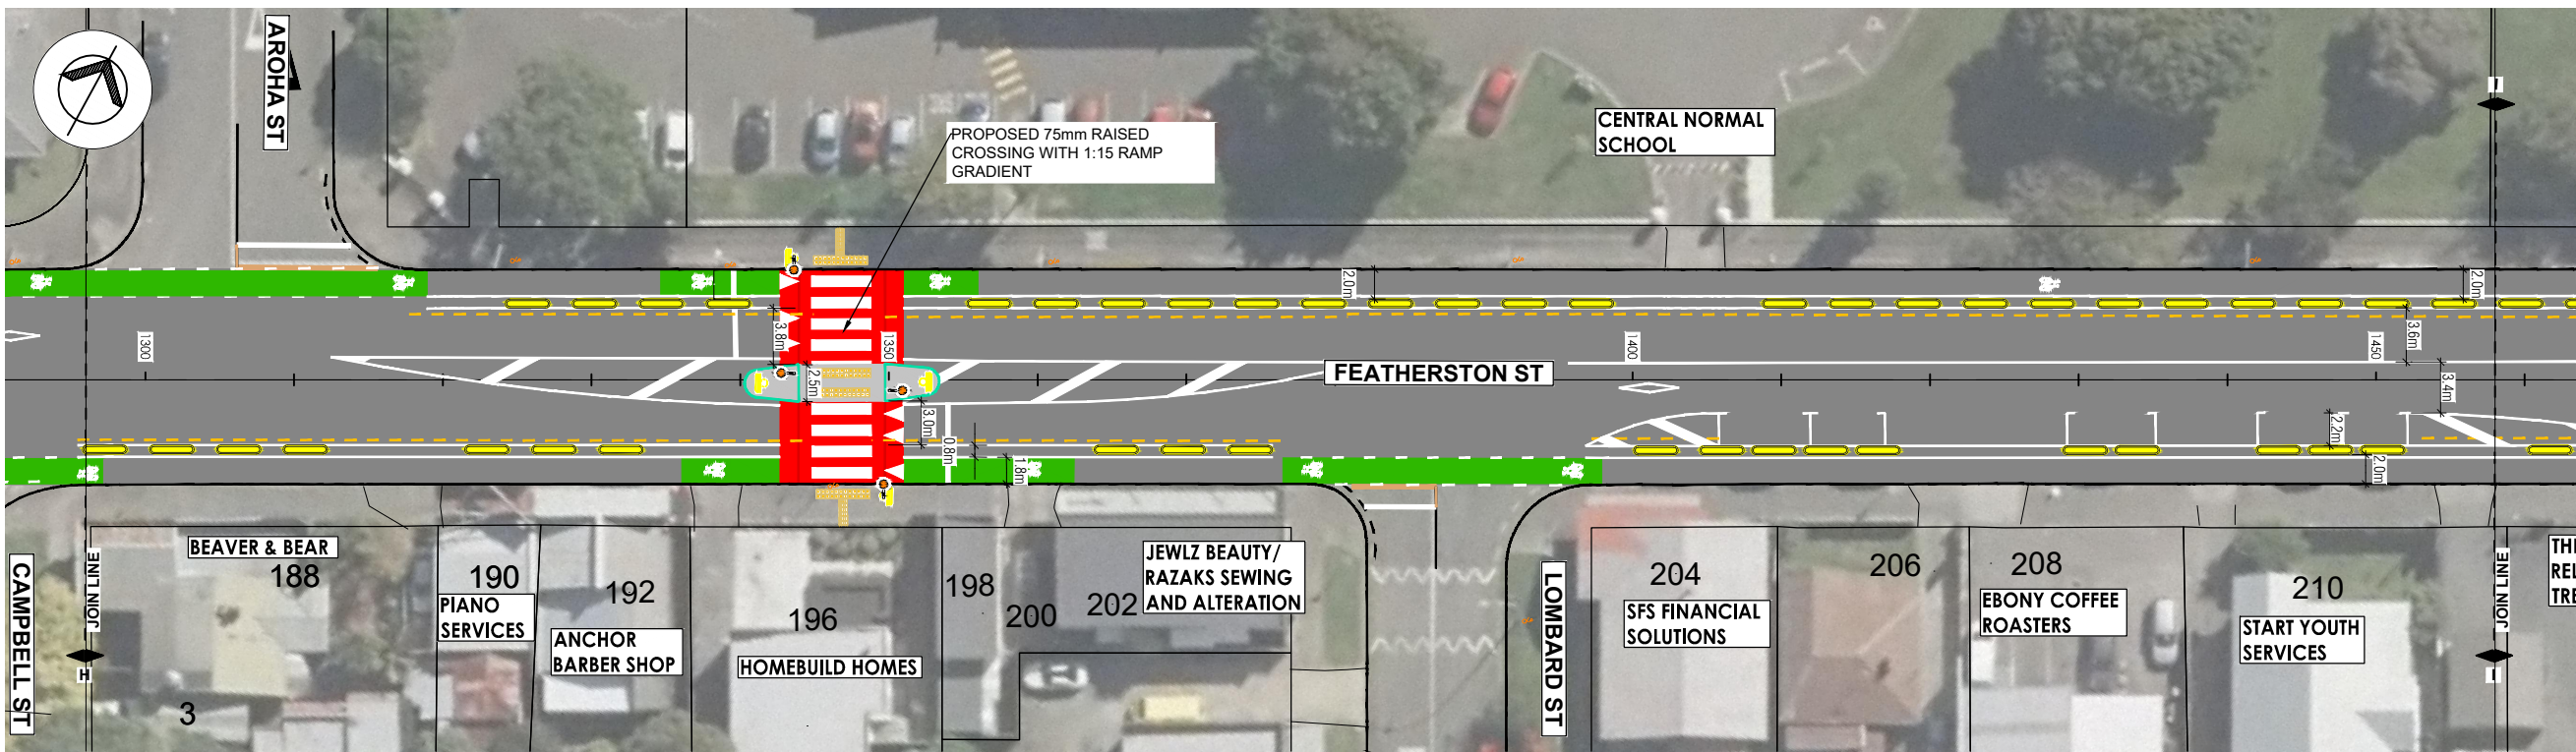 AROHA ST
PROPOSED 75mm RAISED
CROSSING WITH 1:15 RAMP
GRADIENT
CENTRAL NORMAL
SCHOOL
I
2.0m
2.0m
3.8m
3.6m
1300
1350
1400
1450
2.5m
FEATHERSTON ST
3.4m
3.0m
0.8m
1.8m
2.2m
2.0m
CAMPBELL ST
JOIN LINE
H
BEAVER & BEAR
188
3
190
PIANO
SERVICES
192
ANCHOR
BARBER SHOP
196
HOMEBUILD HOMES
198
200
202
JEWLZ BEAUTY/
RAZAKS SEWING
AND ALTERATION
LOMBARD ST
204
SFS FINANCIAL
SOLUTIONS
206
208
EBONY COFFEE
ROASTERS
210
START YOUTH
SERVICES
JOIN LINE
I